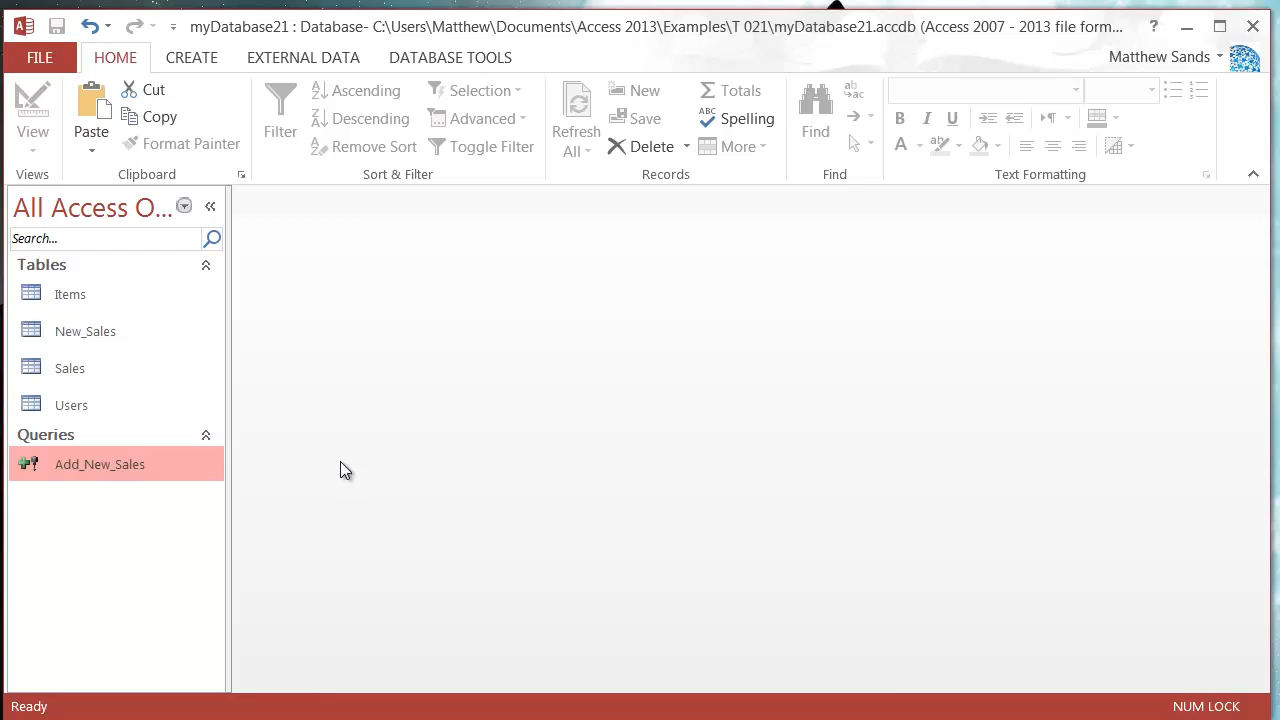 myDatabase21 : Database- C:\Users\Matthew\Documents\Access 2013\Examples\T 021\myDatabase21.accdb (Access 2007 - 2013 file form... ?
FILE HOME CREATE EXTERNAL DATA DATABASE TOOLS Matthew Sands
View
Views
Paste
Cut
Copy
Format Painter
Clipboard
Filter
Ascending
Descending
Remove Sort
Selection
Advanced
Toggle Filter
Sort & Filter
Refresh
All
New
Save
Delete
Totals
Spelling
More
Records
Find
Find
Text Formatting
All Access O...
Search...
Tables
Items
New_Sales
Sales
Users
Queries
Add_New_Sales
Ready NUM LOCK